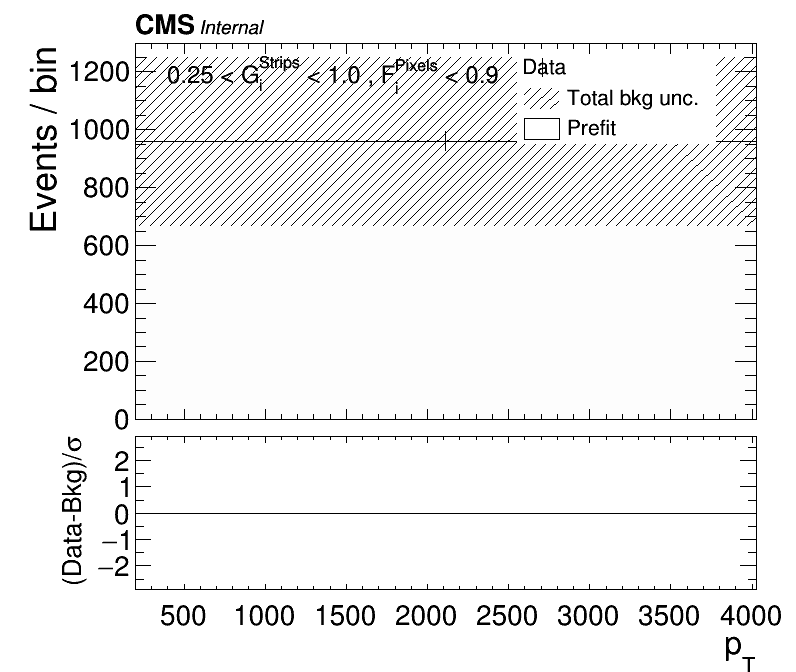 CMS Internal
Events / bin
1200
1000
800
600
400
200
0
0.25 < G_i^Strips < 1.0 , F_i^Pixels < 0.9
Data
Total bkg unc.
Prefit
(Data-Bkg)/σ
2
1
0
−1
−2
500 1000 1500 2000 2500 3000 3500 4000
p_T